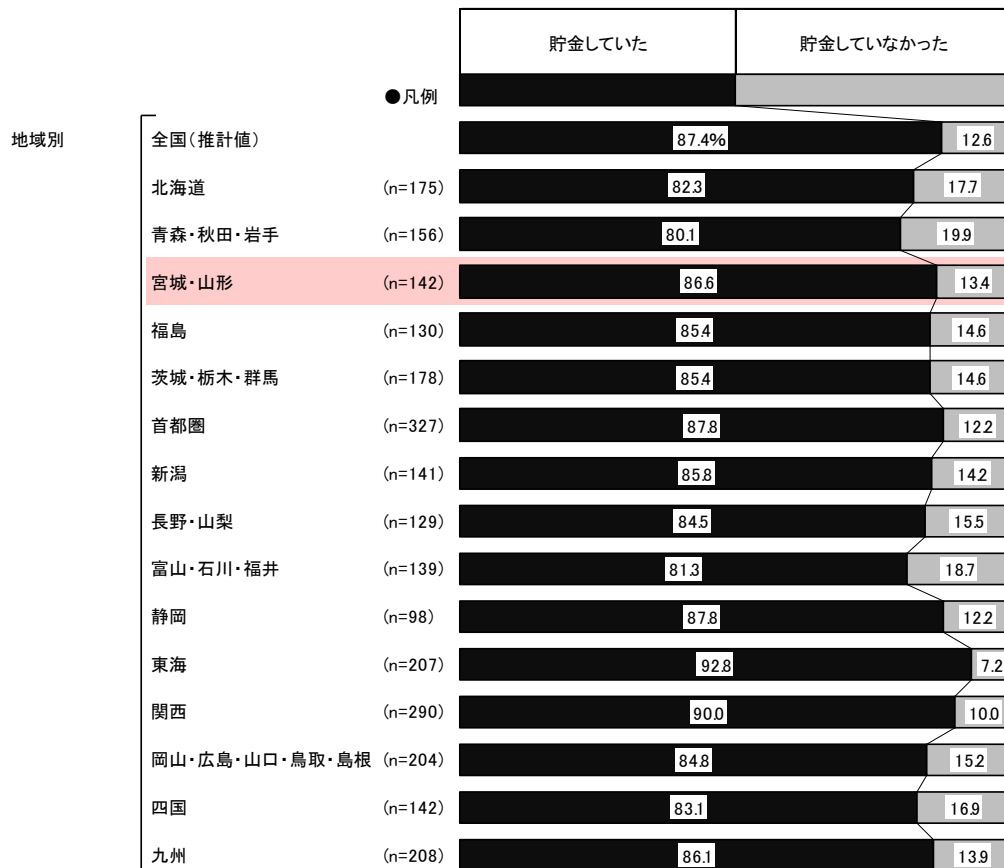 貯金していた 貯金していなかった
●凡例
地域別 全国(推計値) 87.4% 12.6
北海道 (n=175) 82.3 17.7
青森・秋田・岩手 (n=156) 80.1 19.9
宮城・山形 (n=142) 86.6 13.4
福島 (n=130) 85.4 14.6
茨城・栃木・群馬 (n=178) 85.4 14.6
首都圏 (n=327) 87.8 12.2
新潟 (n=141) 85.8 14.2
長野・山梨 (n=129) 84.5 15.5
富山・石川・福井 (n=139) 81.3 18.7
静岡 (n=98) 87.8 12.2
東海 (n=207) 92.8 7.2
関西 (n=290) 90.0 10.0
岡山・広島・山口・鳥取・島根 (n=204) 84.8 15.2
四国 (n=142) 83.1 16.9
九州 (n=208) 86.1 13.9